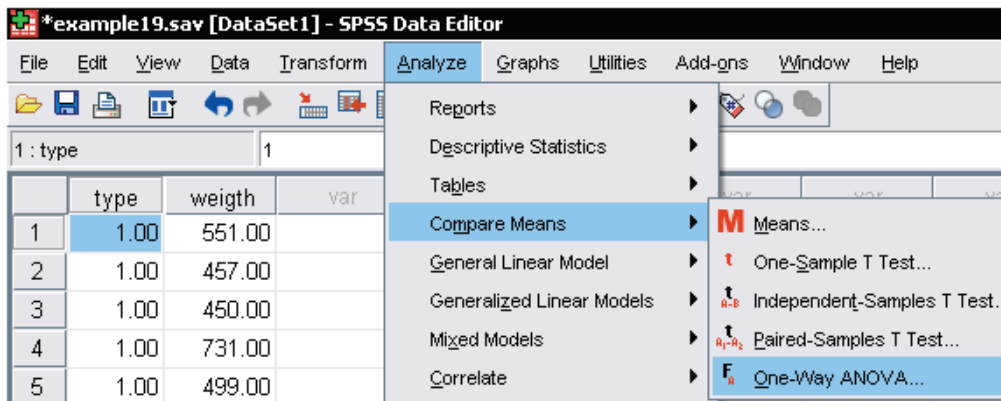 *example19.sav [DataSet1] - SPSS Data Editor
File Edit View Data Transform Analyze Graphs Utilities Add-ons Window Help
1 : type 1
type weigth var var var
1 1.00 551.00
2 1.00 457.00
3 1.00 450.00
4 1.00 731.00
5 1.00 499.00
Reports
Descriptive Statistics
Tables
Compare Means
General Linear Model
Generalized Linear Models
Mixed Models
Correlate
M Means...
t One-Sample T Test...
t A-B Independent-Samples T Test.
t A₁-A₂ Paired-Samples T Test...
F A One-Way ANOVA...